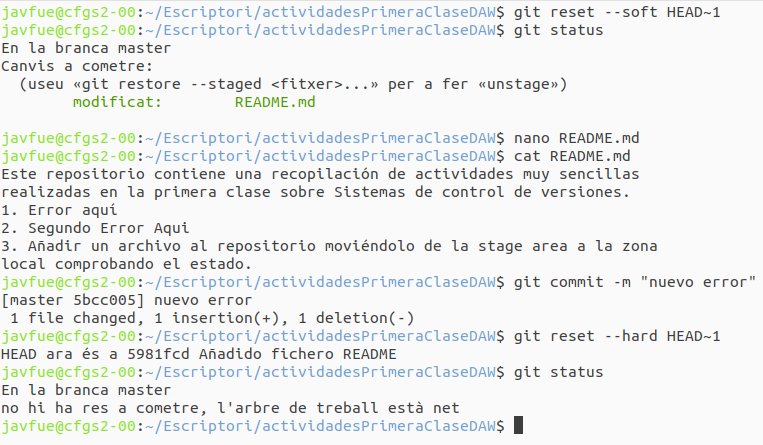 javfue@cfgs2-00:~/Escriptori/actividadesPrimeraClaseDAW$ git reset --soft HEAD~1
javfue@cfgs2-00:~/Escriptori/actividadesPrimeraClaseDAW$ git status
En la branca master
Canvis a cometre:
  (useu «git restore --staged <fitxer>...» per a fer «unstage»)
        modificat:        README.md

javfue@cfgs2-00:~/Escriptori/actividadesPrimeraClaseDAW$ nano README.md
javfue@cfgs2-00:~/Escriptori/actividadesPrimeraClaseDAW$ cat README.md
Este repositorio contiene una recopilación de actividades muy sencillas
realizadas en la primera clase sobre Sistemas de control de versiones.
1. Error aquí
2. Segundo Error Aqui
3. Añadir un archivo al repositorio moviéndolo de la stage area a la zona
local comprobando el estado.
javfue@cfgs2-00:~/Escriptori/actividadesPrimeraClaseDAW$ git commit -m "nuevo error"
[master 5bcc005] nuevo error
 1 file changed, 1 insertion(+), 1 deletion(-)
javfue@cfgs2-00:~/Escriptori/actividadesPrimeraClaseDAW$ git reset --hard HEAD~1
HEAD ara és a 5981fcd Añadido fichero README
javfue@cfgs2-00:~/Escriptori/actividadesPrimeraClaseDAW$ git status
En la branca master
no hi ha res a cometre, l'arbre de treball està net
javfue@cfgs2-00:~/Escriptori/actividadesPrimeraClaseDAW$